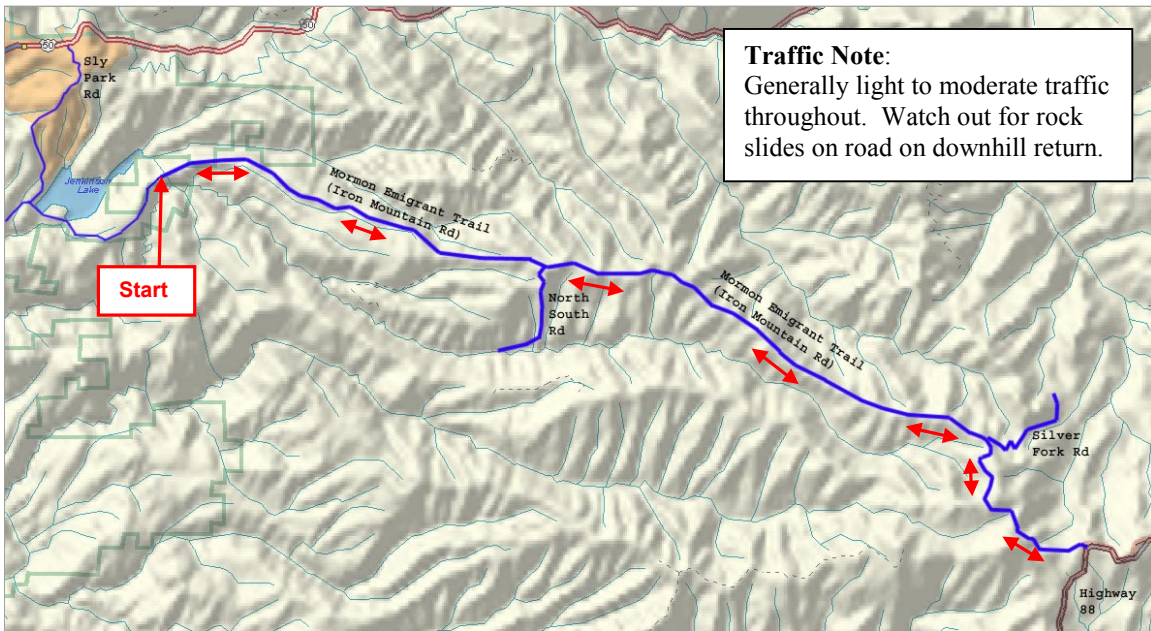 50
50
Sly
Park
Rd
Jenkinson
Lake
Start
Mormon Emigrant Trail
(Iron Mountain Rd)
North
South
Rd
Mormon Emigrant Trail
(Iron Mountain Rd)
Silver
Fork Rd
Highway
88
Traffic Note:
Generally light to moderate traffic
throughout. Watch out for rock
slides on road on downhill return.